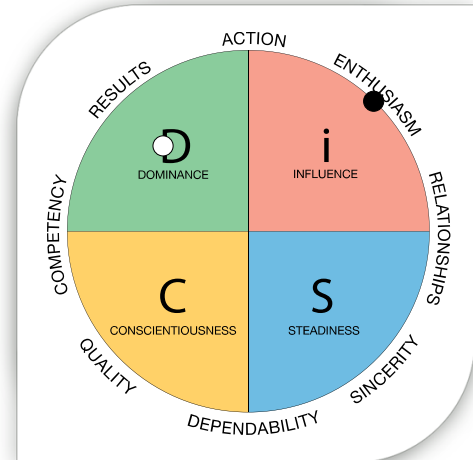 ACTION
RESULTS
ENTHUSIASM
D
DOMINANCE
i
INFLUENCE
COMPETENCY
RELATIONSHIPS
C
CONSCIENTIOUSNESS
S
STEADINESS
QUALITY
SINCERITY
DEPENDABILITY